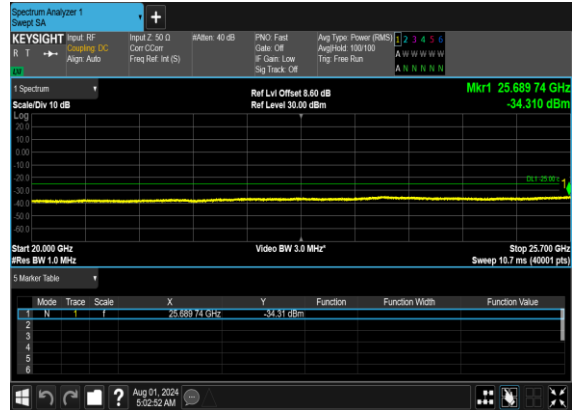 Spectrum Analyzer 1
Swept SA
+
KEYSIGHT
R T
Input: RF
Coupling: DC
Align: Auto
Input Z: 50 Ω
Corr CCorr
Freq Ref: Int (S)
#Atten: 40 dB
PNO: Fast
Gate: Off
IF Gain: Low
Sig Track: Off
Avg Type: Power (RMS)
Avg|Hold: 100/100
Trig: Free Run
1 2 3 4 5 6
A W W W W W
A N N N N N
1 Spectrum
Scale/Div 10 dB
Ref Lvl Offset 8.60 dB
Ref Level 30.00 dBm
Mkr1 25.689 74 GHz
-34.310 dBm
Log
20.0
10.0
0.00
-10.0
-20.0
-30.0
-40.0
-50.0
-60.0
1
Start 20.000 GHz
#Res BW 1.0 MHz
Video BW 3.0 MHz*
Stop 25.700 GHz
Sweep 10.7 ms (40001 pts)
5 Marker Table
Mode Trace Scale X Y Function Function Width Function Value
1 N 1 f 25.689 74 GHz -34.31 dBm
2
3
4
5
6
?
Aug 01, 2024
5:02:52 AM